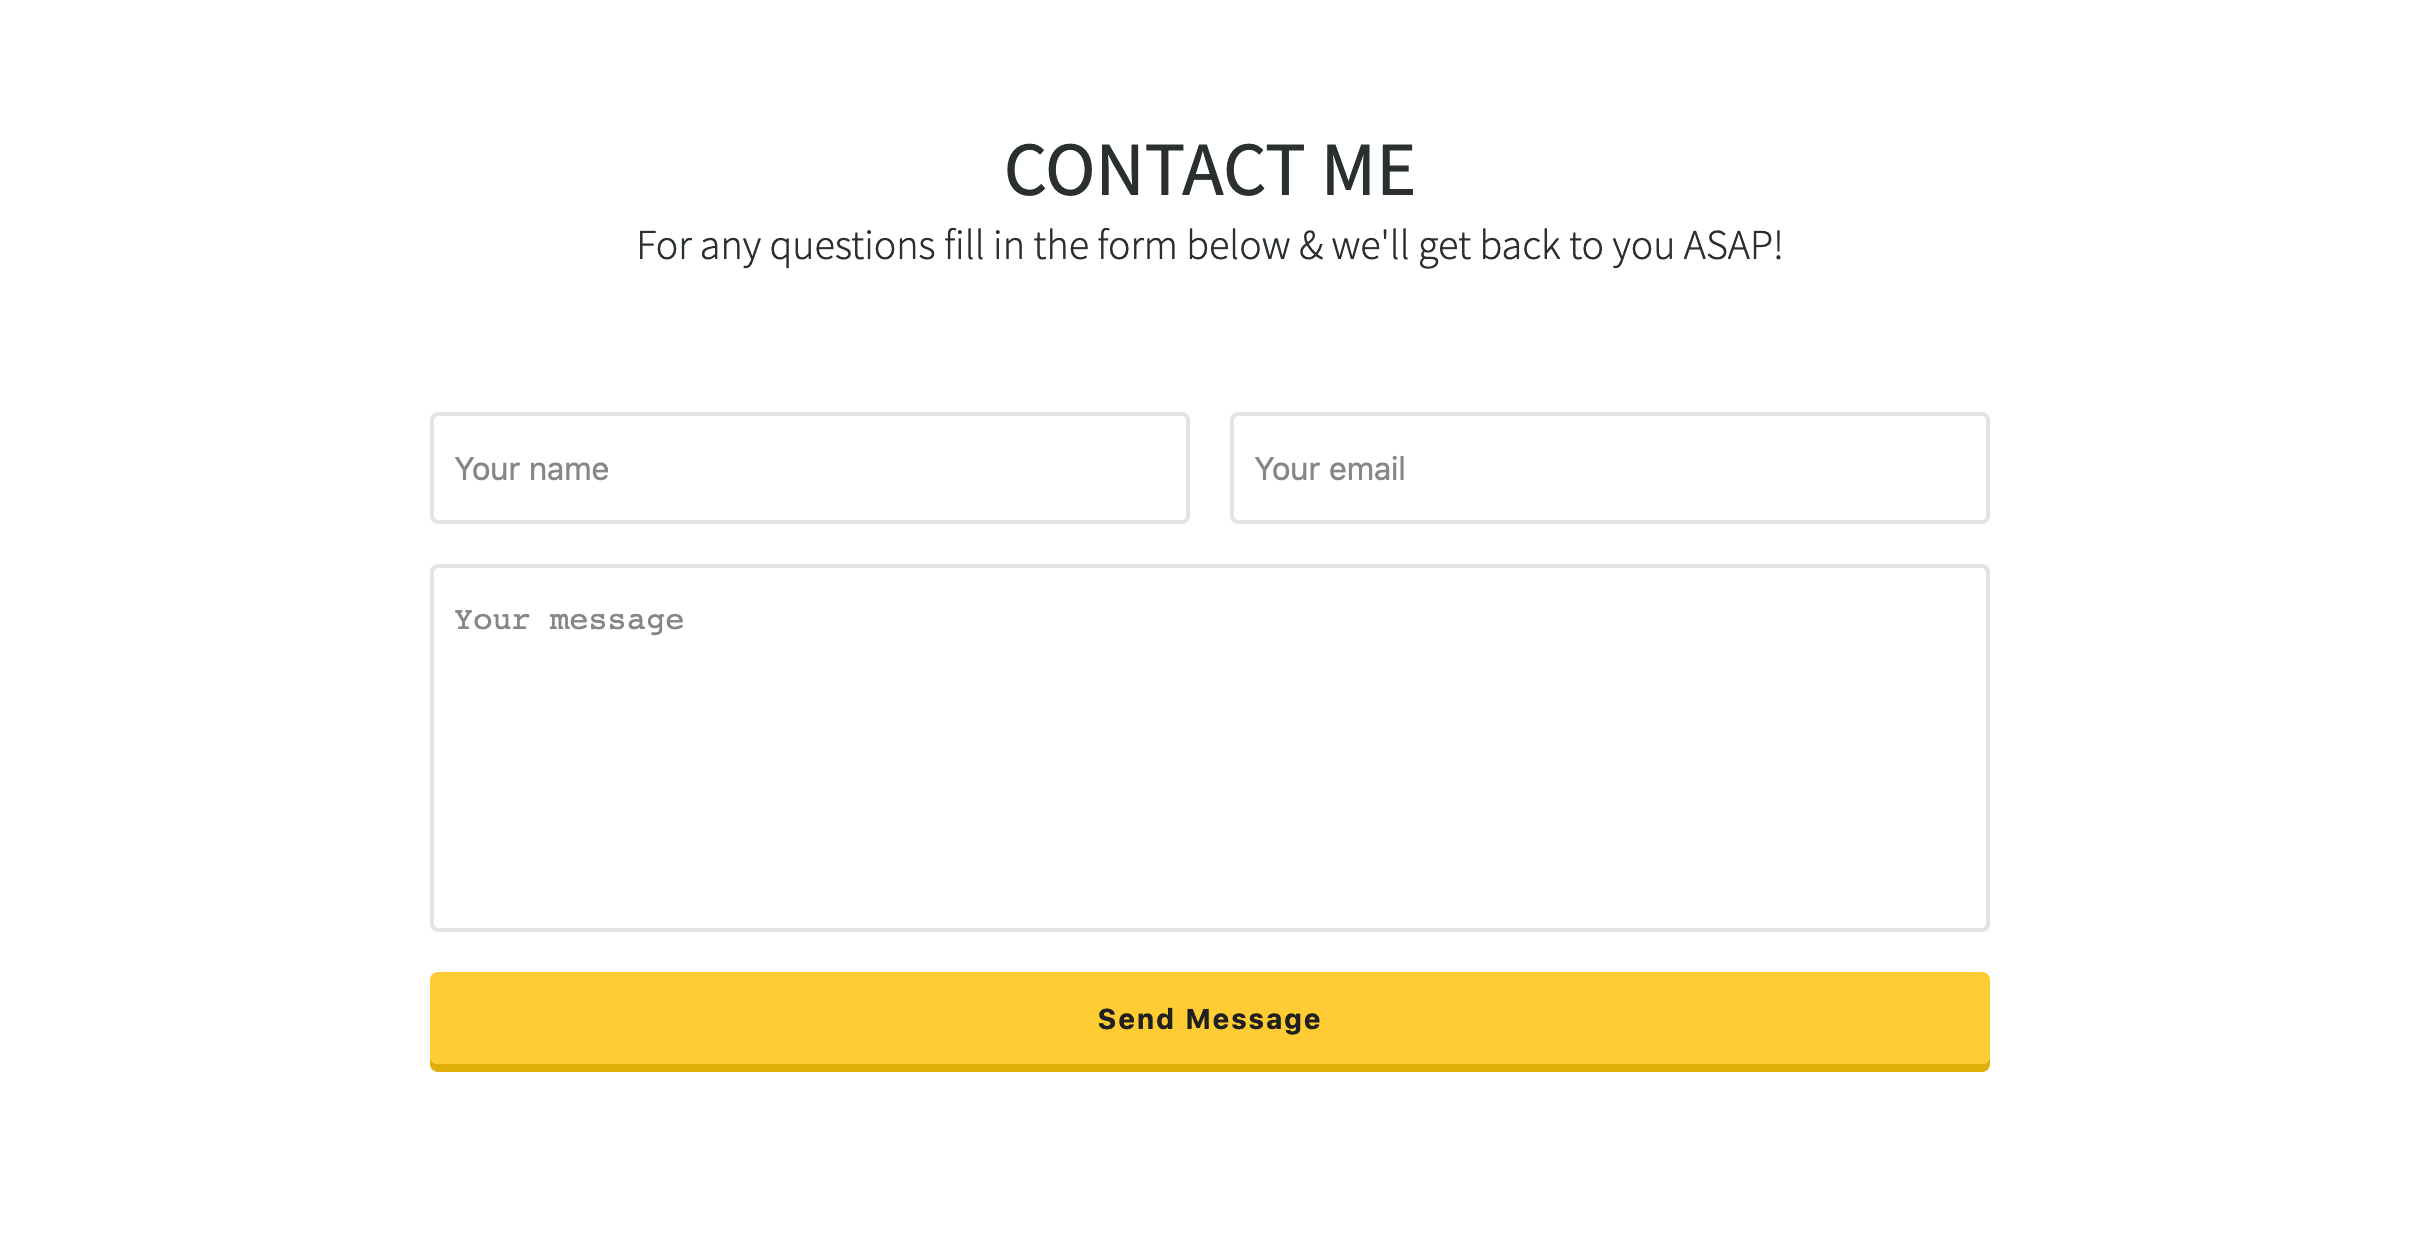 CONTACT ME
For any questions fill in the form below & we'll get back to you ASAP!
Your name
Your email
Your message
Send Message